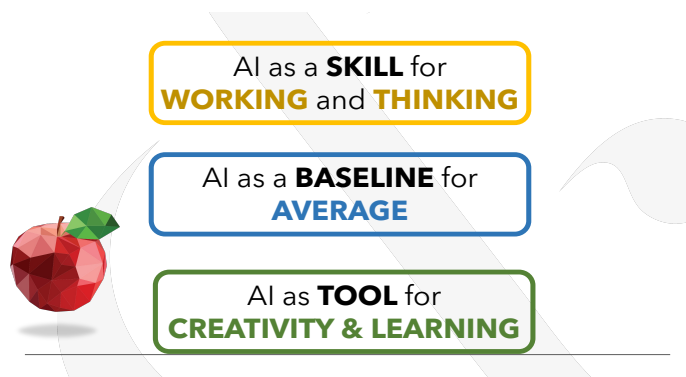 AI as a SKILL for
WORKING and THINKING
AI as a BASELINE for
AVERAGE
AI as TOOL for
CREATIVITY & LEARNING